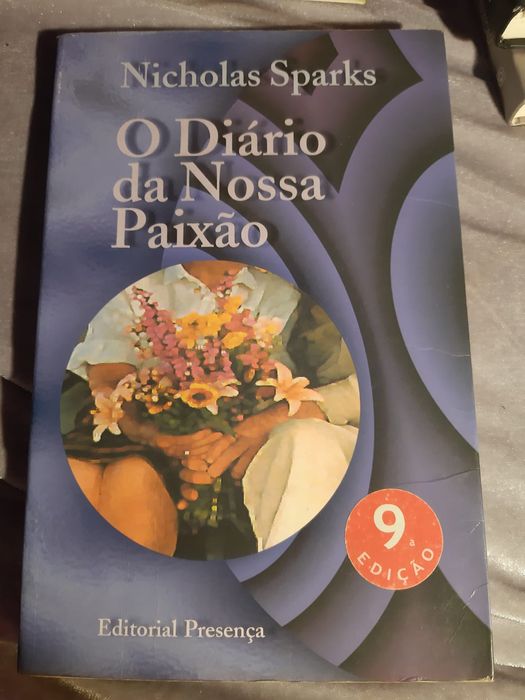 Nicholas Sparks
O Diário
da Nossa
Paixão
9ª
EDIÇÃO
Editorial Presença